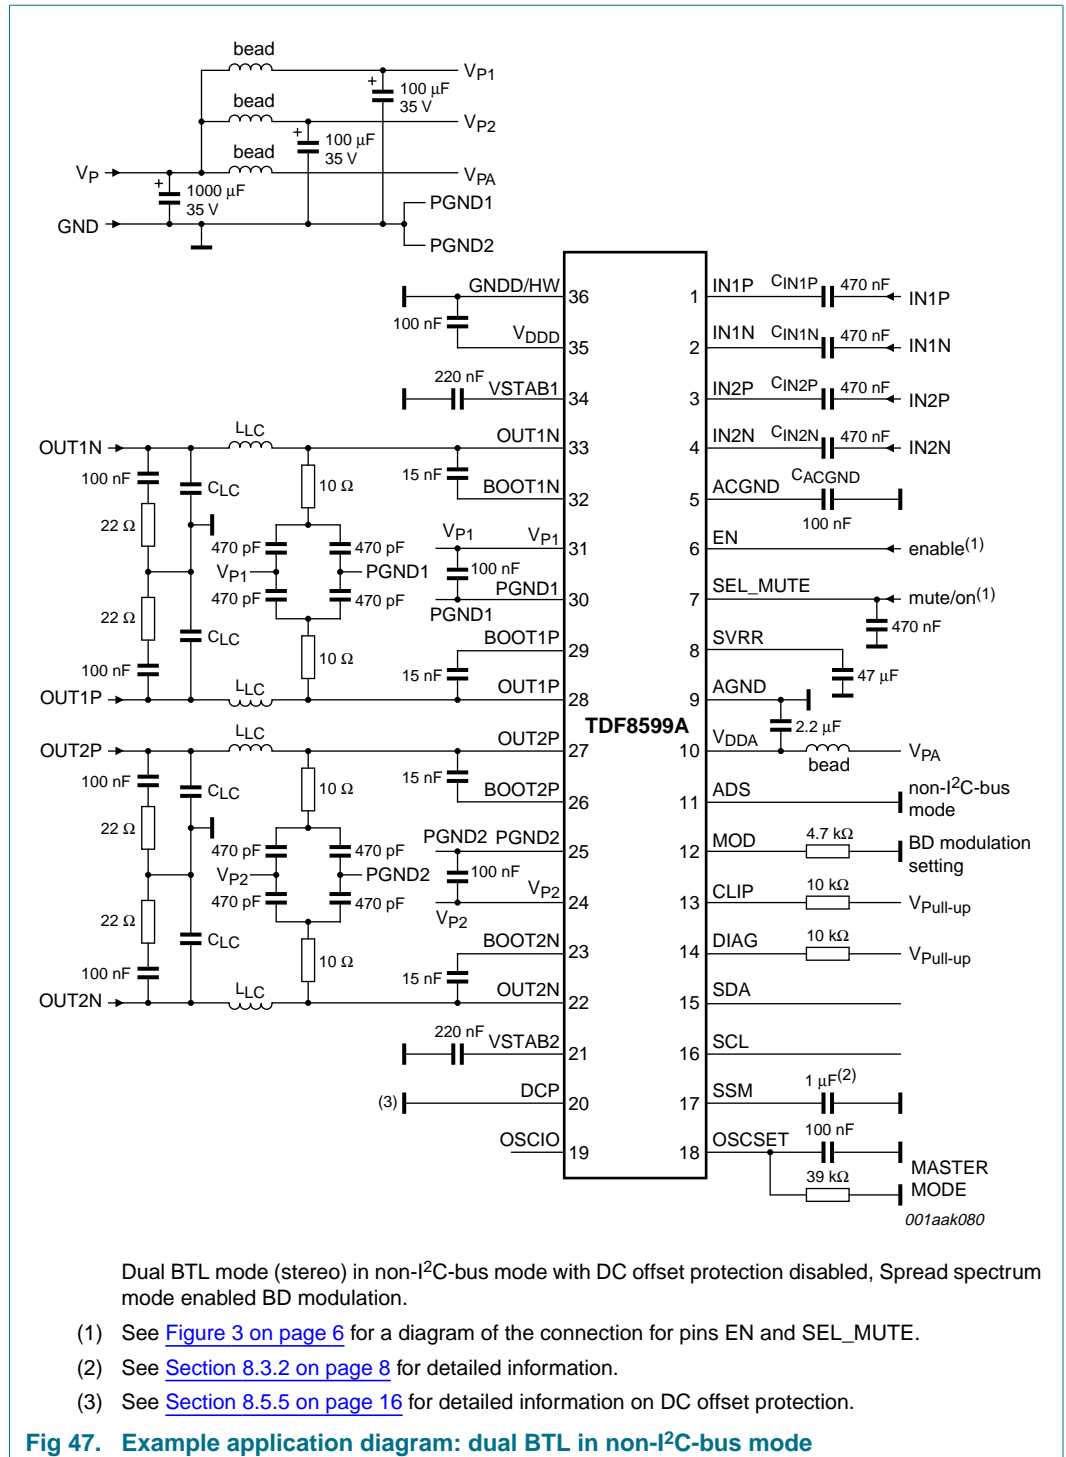 bead
VP1
+
100 μF
35 V
bead
VP2
+
100 μF
35 V
bead
VP
VPA
+
1000 μF
35 V
PGND1
GND
PGND2
GNDD/HW
36
100 nF
VDDD
35
220 nF
VSTAB1
34
OUT1N
LLC
OUT1N
33
100 nF
CLC
10 Ω
15 nF
BOOT1N
32
22 Ω
470 pF
470 pF
VP1
VP1
31
VP1
PGND1
100 nF
470 pF
470 pF
PGND1
PGND1
30
22 Ω
CLC
10 Ω
BOOT1P
29
100 nF
15 nF
OUT1P
LLC
OUT1P
28
TDF8599A
OUT2P
LLC
OUT2P
27
100 nF
CLC
10 Ω
15 nF
BOOT2P
26
22 Ω
470 pF
470 pF
PGND2
PGND2
25
VP2
PGND2
100 nF
470 pF
470 pF
VP2
VP2
24
22 Ω
CLC
10 Ω
BOOT2N
23
100 nF
15 nF
OUT2N
LLC
OUT2N
22
220 nF
VSTAB2
21
(3)
DCP
20
OSCIO
19
1
IN1P
CIN1P
470 nF
IN1P
2
IN1N
CIN1N
470 nF
IN1N
3
IN2P
CIN2P
470 nF
IN2P
4
IN2N
CIN2N
470 nF
IN2N
5
ACGND
CACGND
100 nF
6
EN
enable(1)
7
SEL_MUTE
mute/on(1)
470 nF
8
SVRR
47 μF
9
AGND
2.2 μF
10
VDDA
bead
VPA
11
ADS
non-I2C-bus
mode
12
MOD
4.7 kΩ
BD modulation
setting
13
CLIP
10 kΩ
VPull-up
14
DIAG
10 kΩ
VPull-up
15
SDA
16
SCL
17
SSM
1 μF(2)
18
OSCSET
100 nF
39 kΩ
MASTER
MODE
001aak080
Dual BTL mode (stereo) in non-I2C-bus mode with DC offset protection disabled, Spread spectrum
mode enabled BD modulation.
(1) See Figure 3 on page 6 for a diagram of the connection for pins EN and SEL_MUTE.
(2) See Section 8.3.2 on page 8 for detailed information.
(3) See Section 8.5.5 on page 16 for detailed information on DC offset protection.
Fig 47. Example application diagram: dual BTL in non-I2C-bus mode